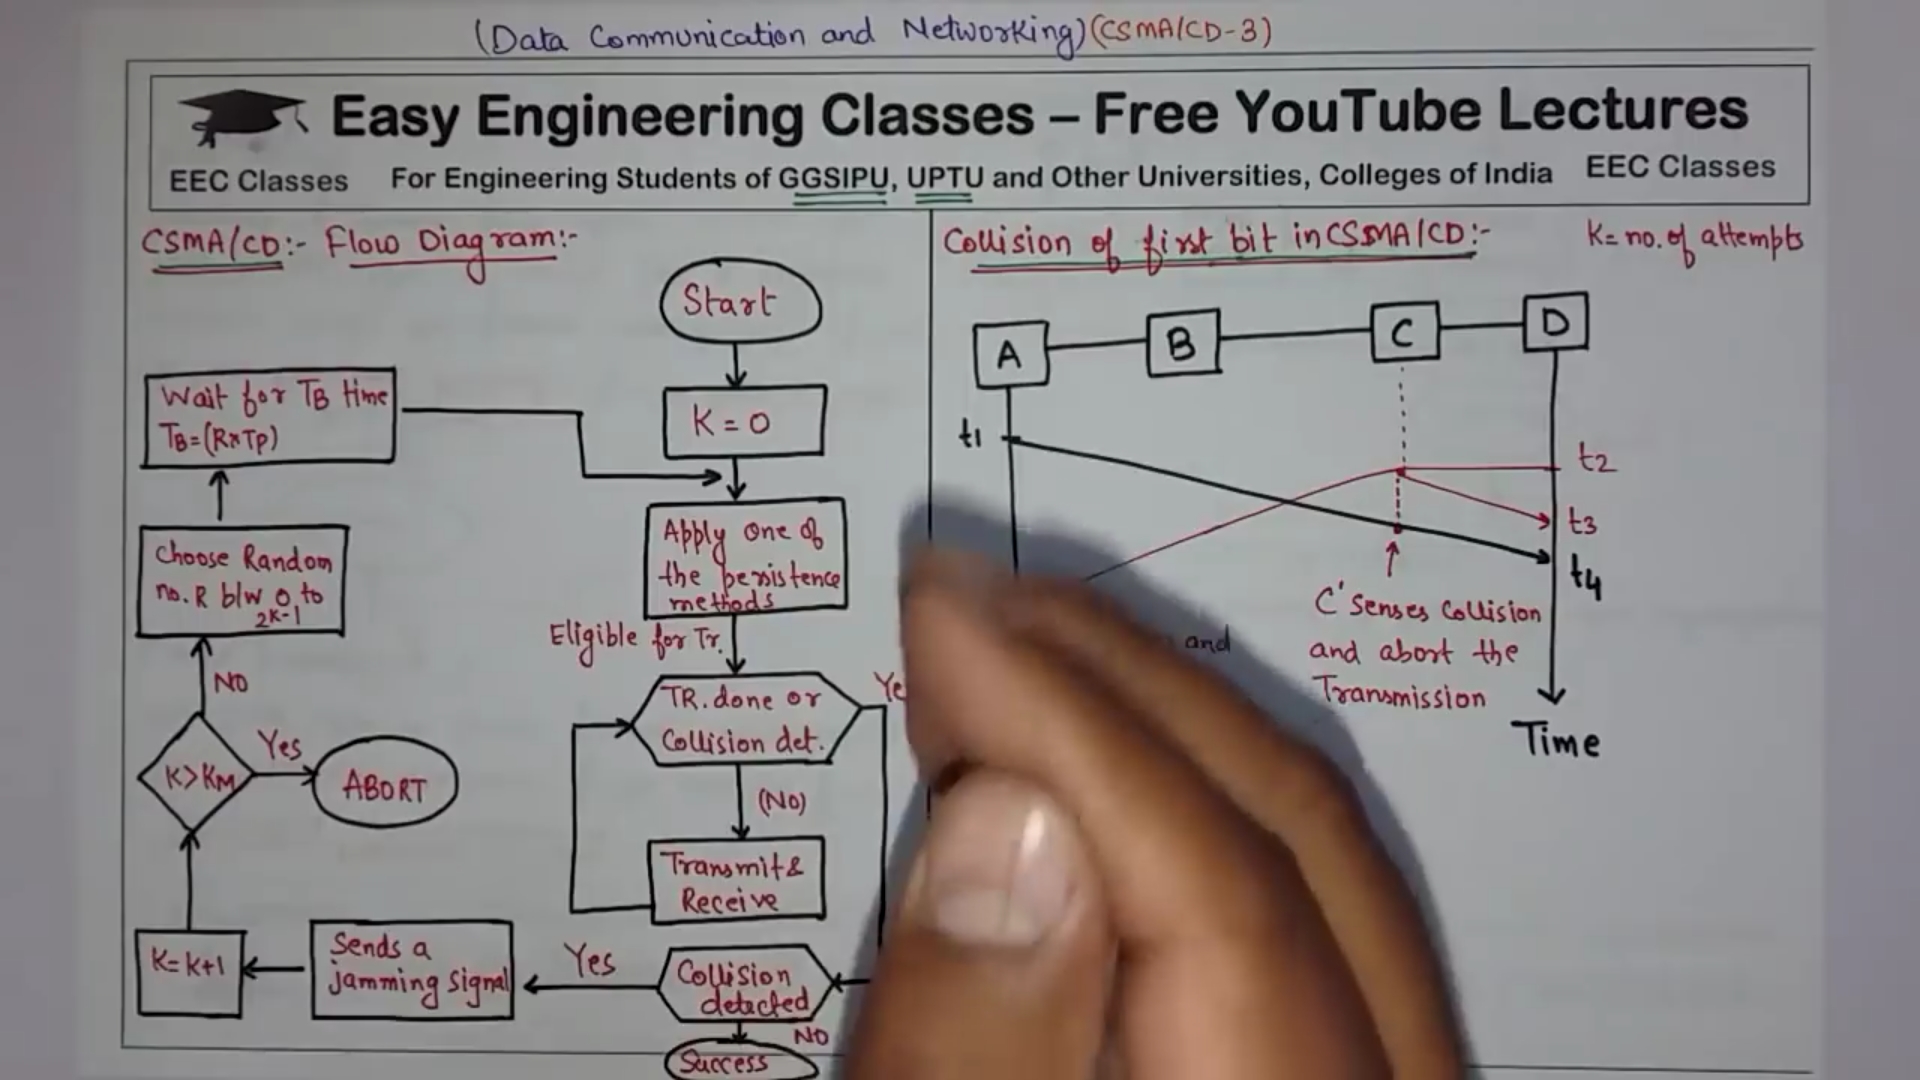 (Data Communication and Networking)(CSMA/CD-3)
Easy Engineering Classes – Free YouTube Lectures
EEC Classes
For Engineering Students of GGSIPU, UPTU and Other Universities, Colleges of India
EEC Classes
CSMA/CD:- Flow Diagram:-
Start
K = 0
Wait for TB time
TB=(R×Tp)
Apply one of
the persistence
methods
Choose Random
no. R b/w 0 to
2K-1
Eligible for Tr.
TR. done or
Collision det.
NO
(No)
K>KM
Yes
ABORT
Transmit &
Receive
K=K+1
Sends a
jamming signal
Yes
Collision
detected
NO
Success
Collision of first bit in CSMA/CD:-
K= no. of attempts
A
B
C
D
t1
t2
t3
t4
C' Senses Collision
and abort the
Transmission
and
Time